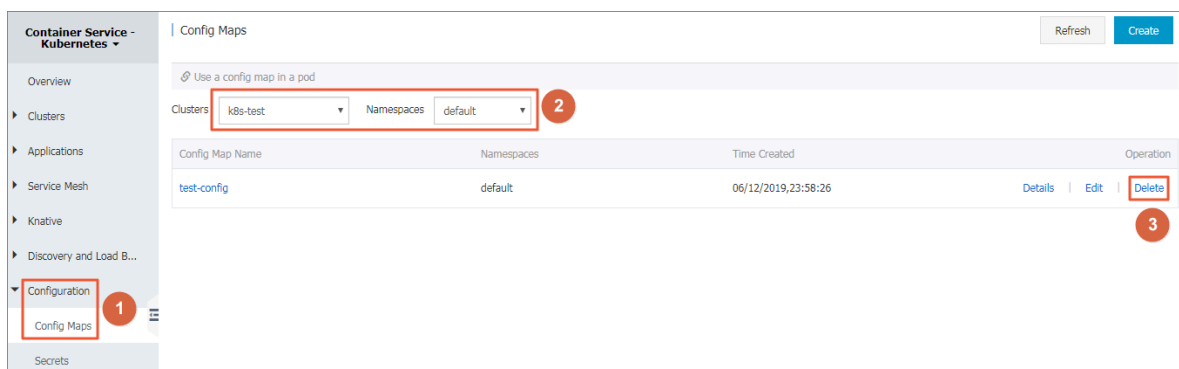 Container Service -
Kubernetes
Config Maps
Refresh
Create
Overview
Use a config map in a pod
Clusters
Clusters
k8s-test
Namespaces
default
2
Applications
Config Map Name
Namespaces
Time Created
Operation
Service Mesh
test-config
default
06/12/2019,23:58:26
Details
Edit
Delete
3
Knative
Discovery and Load B...
Configuration
1
Config Maps
Secrets